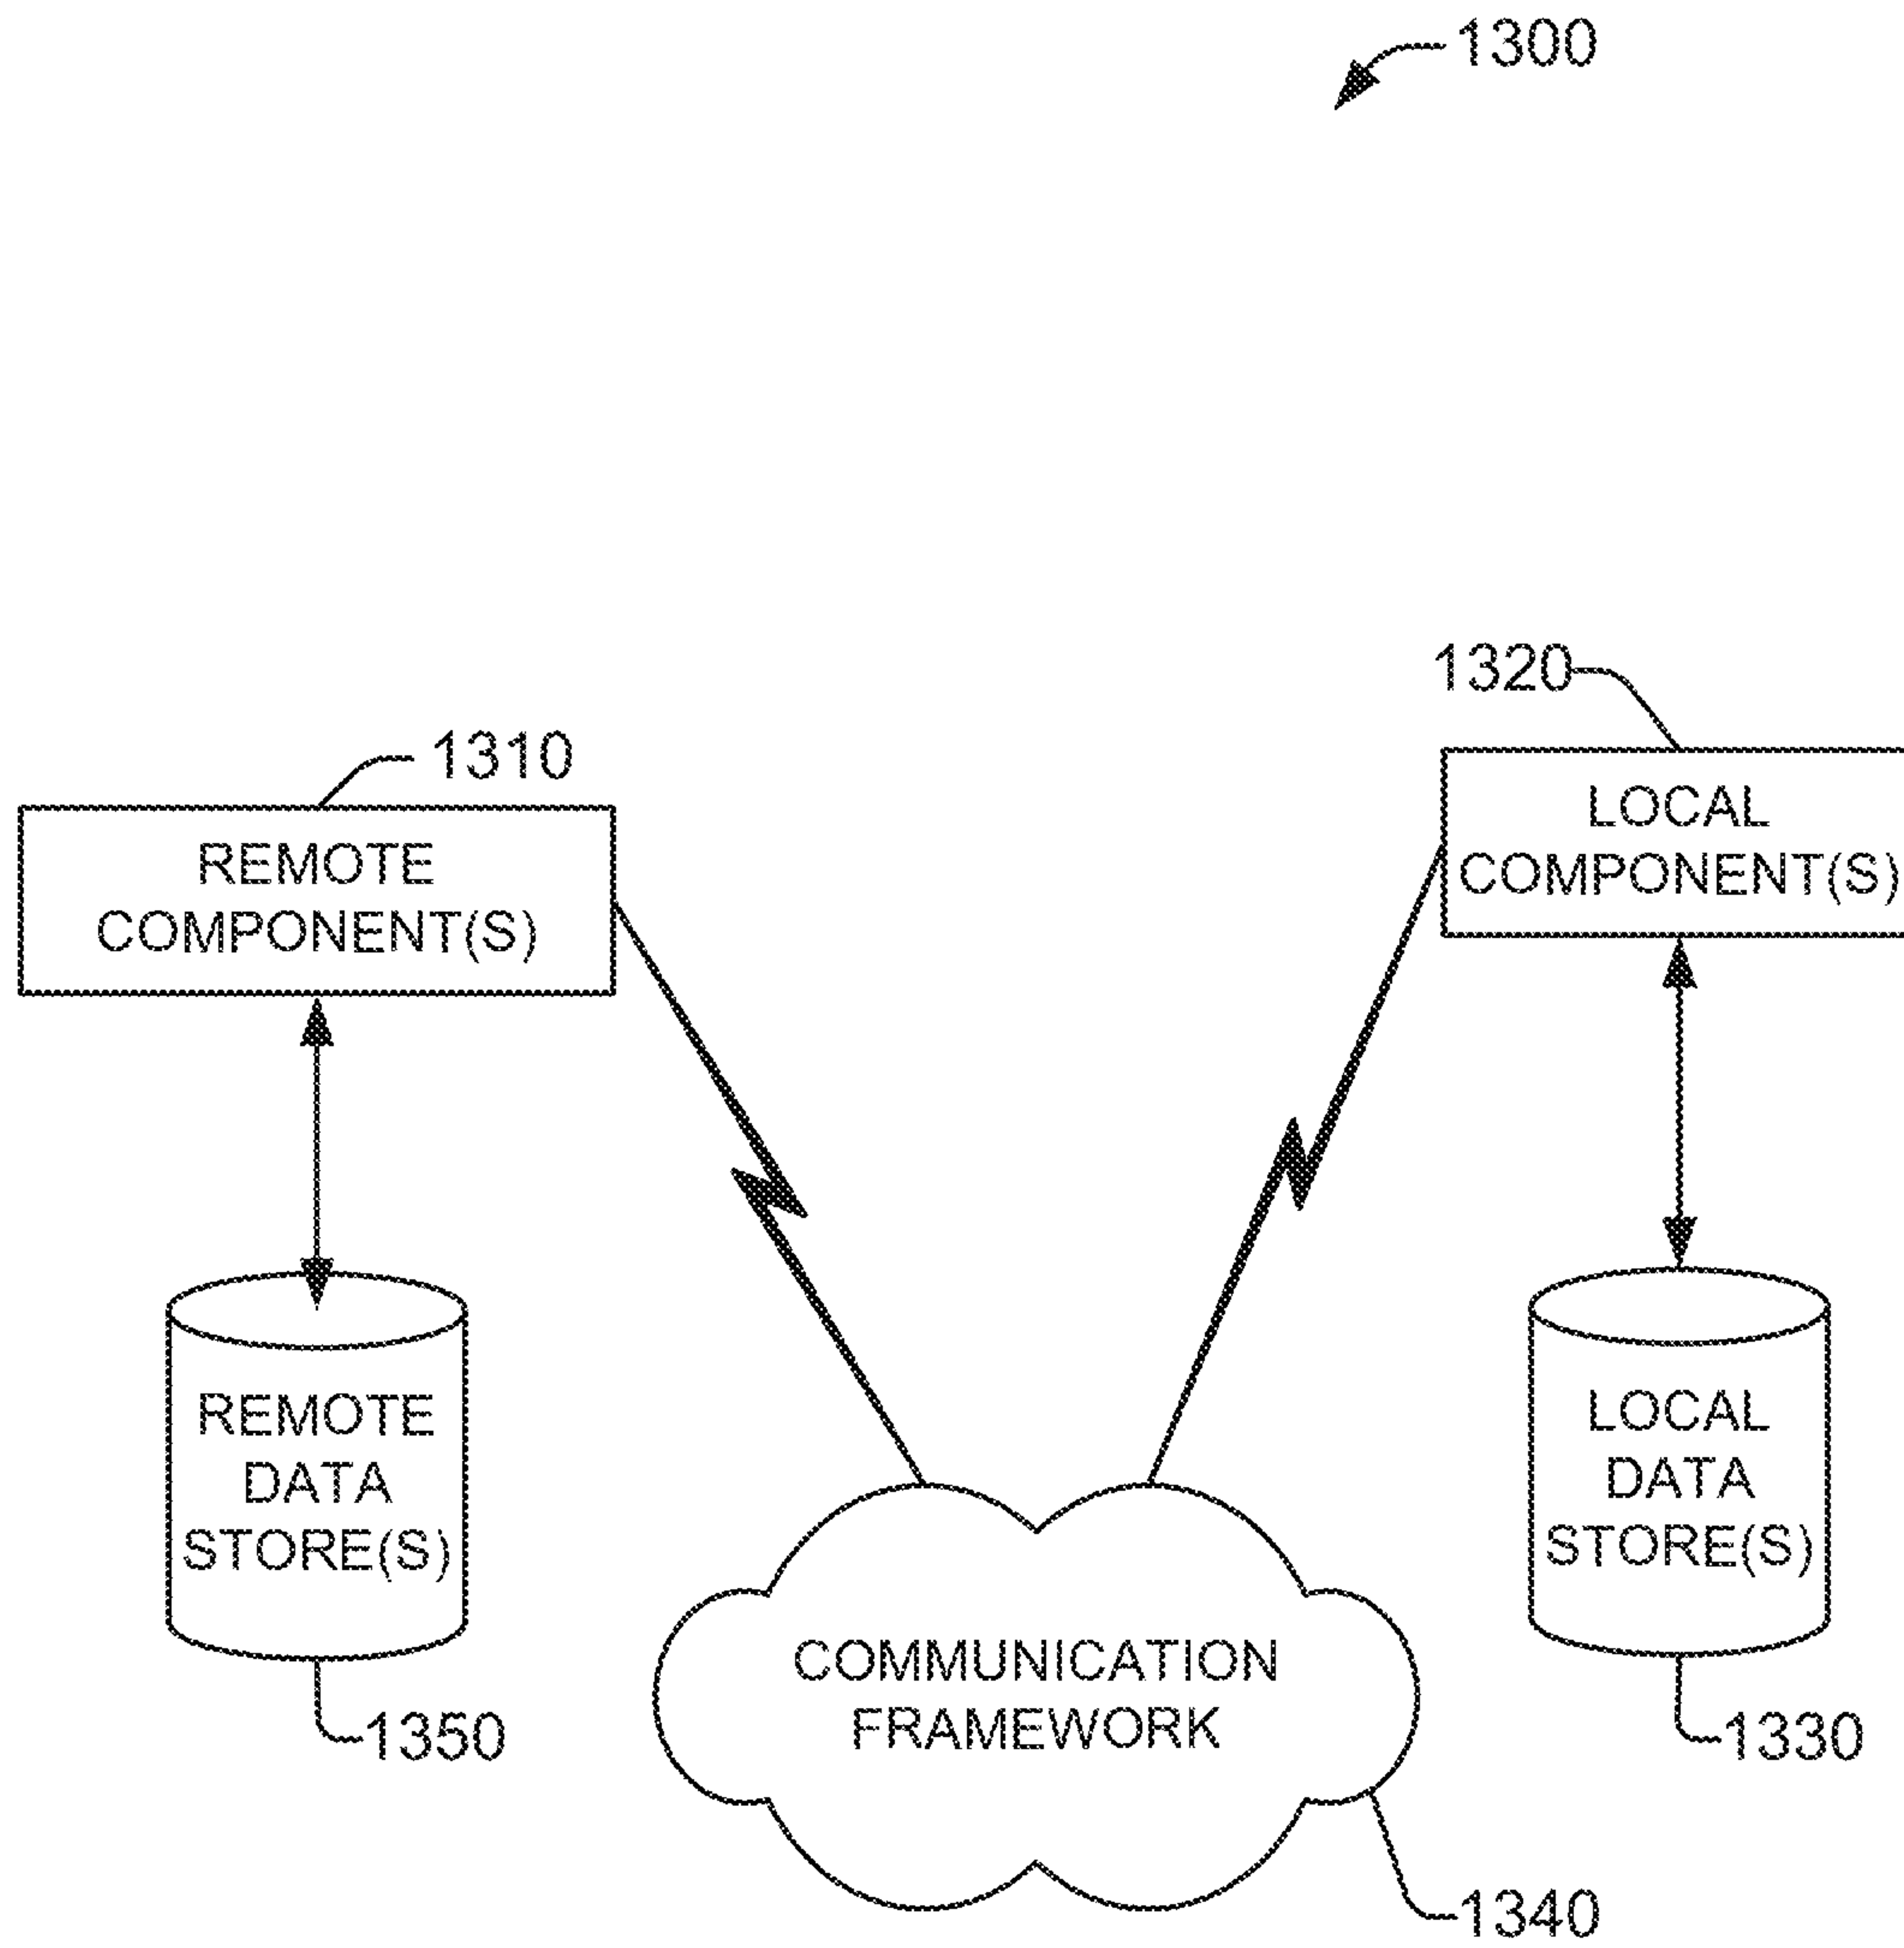 1300
1320
1310
LOCAL
COMPONENT(S)
REMOTE
COMPONENT(S)
REMOTE
DATA
STORE(S)
LOCAL
DATA
STORE(S)
COMMUNICATION
FRAMEWORK
1350
1330
1340